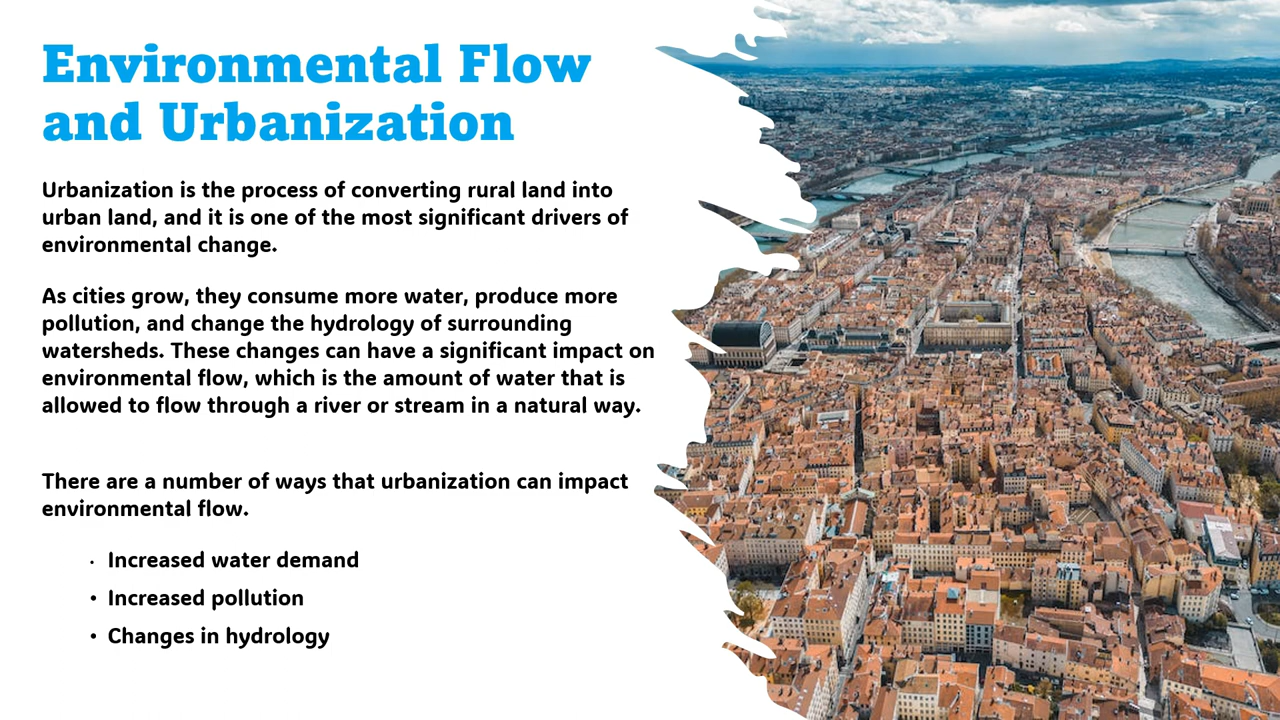 Environmental Flow
and Urbanization
Urbanization is the process of converting rural land into
urban land, and it is one of the most significant drivers of
environmental change.
As cities grow, they consume more water, produce more
pollution, and change the hydrology of surrounding
watersheds. These changes can have a significant impact on
environmental flow, which is the amount of water that is
allowed to flow through a river or stream in a natural way.
There are a number of ways that urbanization can impact
environmental flow.
• Increased water demand
• Increased pollution
• Changes in hydrology